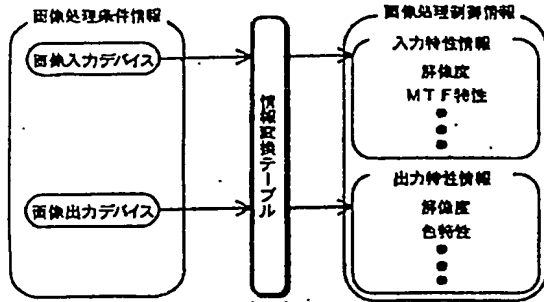 画像処理条件情報
画像入力デバイス
画像出力デバイス
情報変換テーブル
画像処理制御情報
入力特性情報
解像度
MTF特性
出力特性情報
解像度
色特性